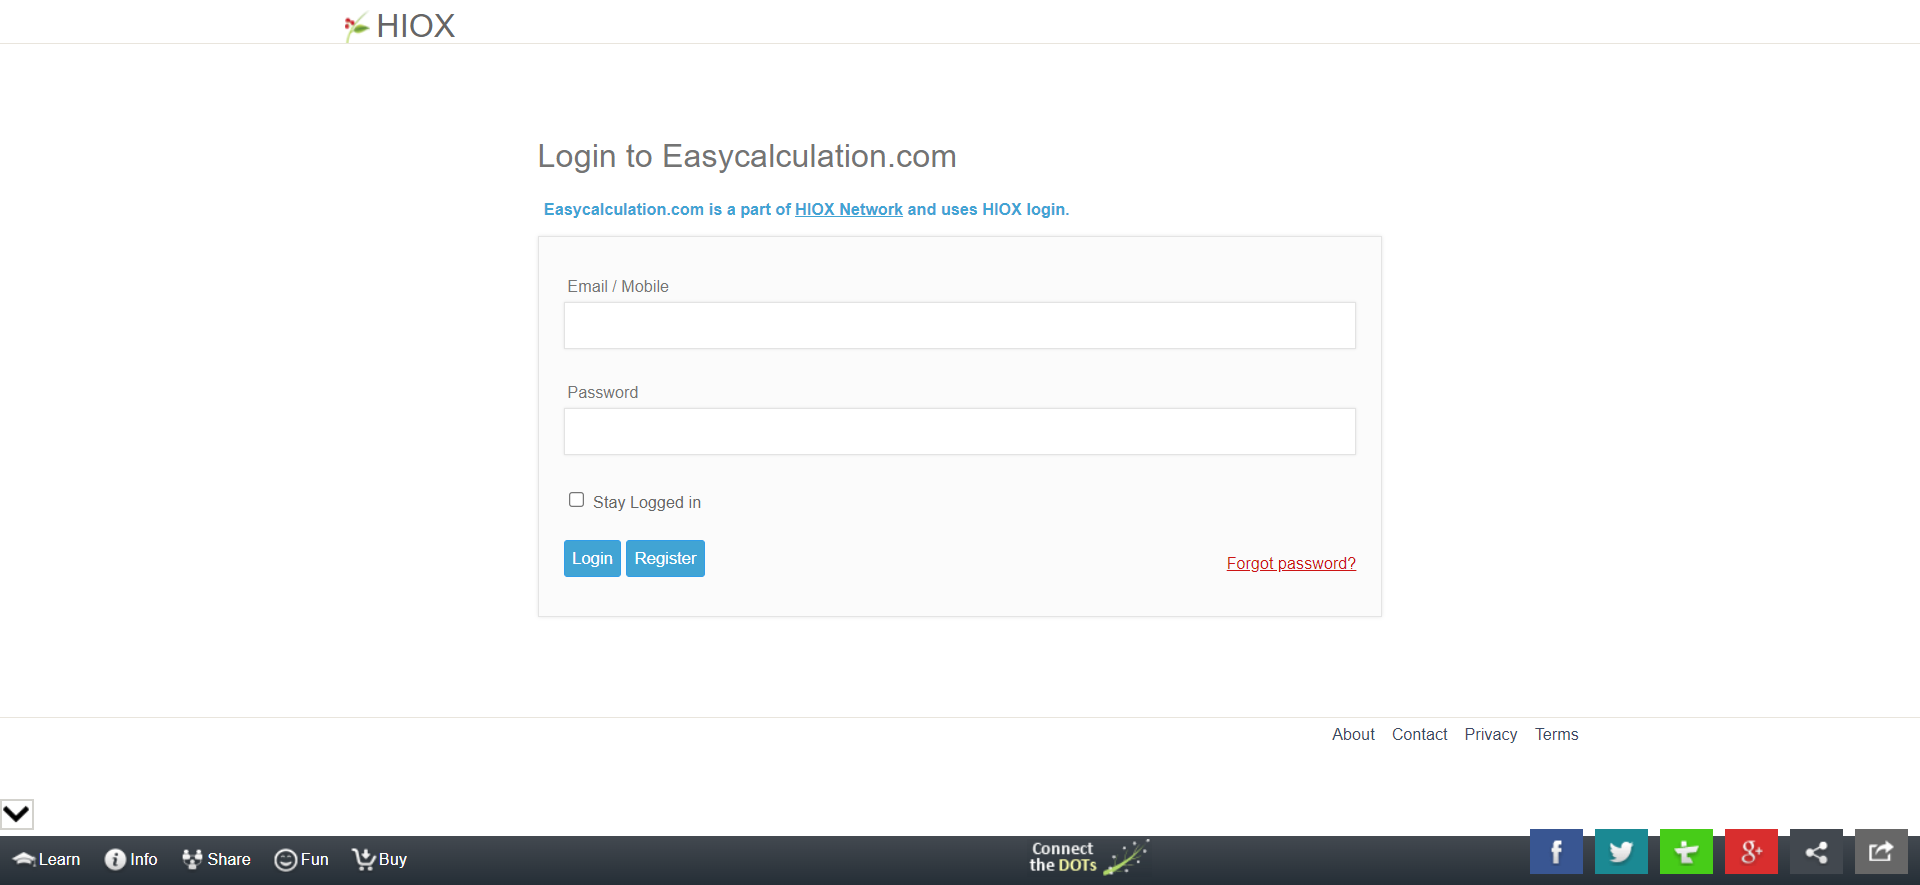 HIOX
Login to Easycalculation.com
Easycalculation.com is a part of HIOX Network and uses HIOX login.
Email / Mobile
Password
Stay Logged in
Login Register
Forgot password?
About Contact Privacy Terms
Learn Info Share Fun Buy
Connect
the DOTs